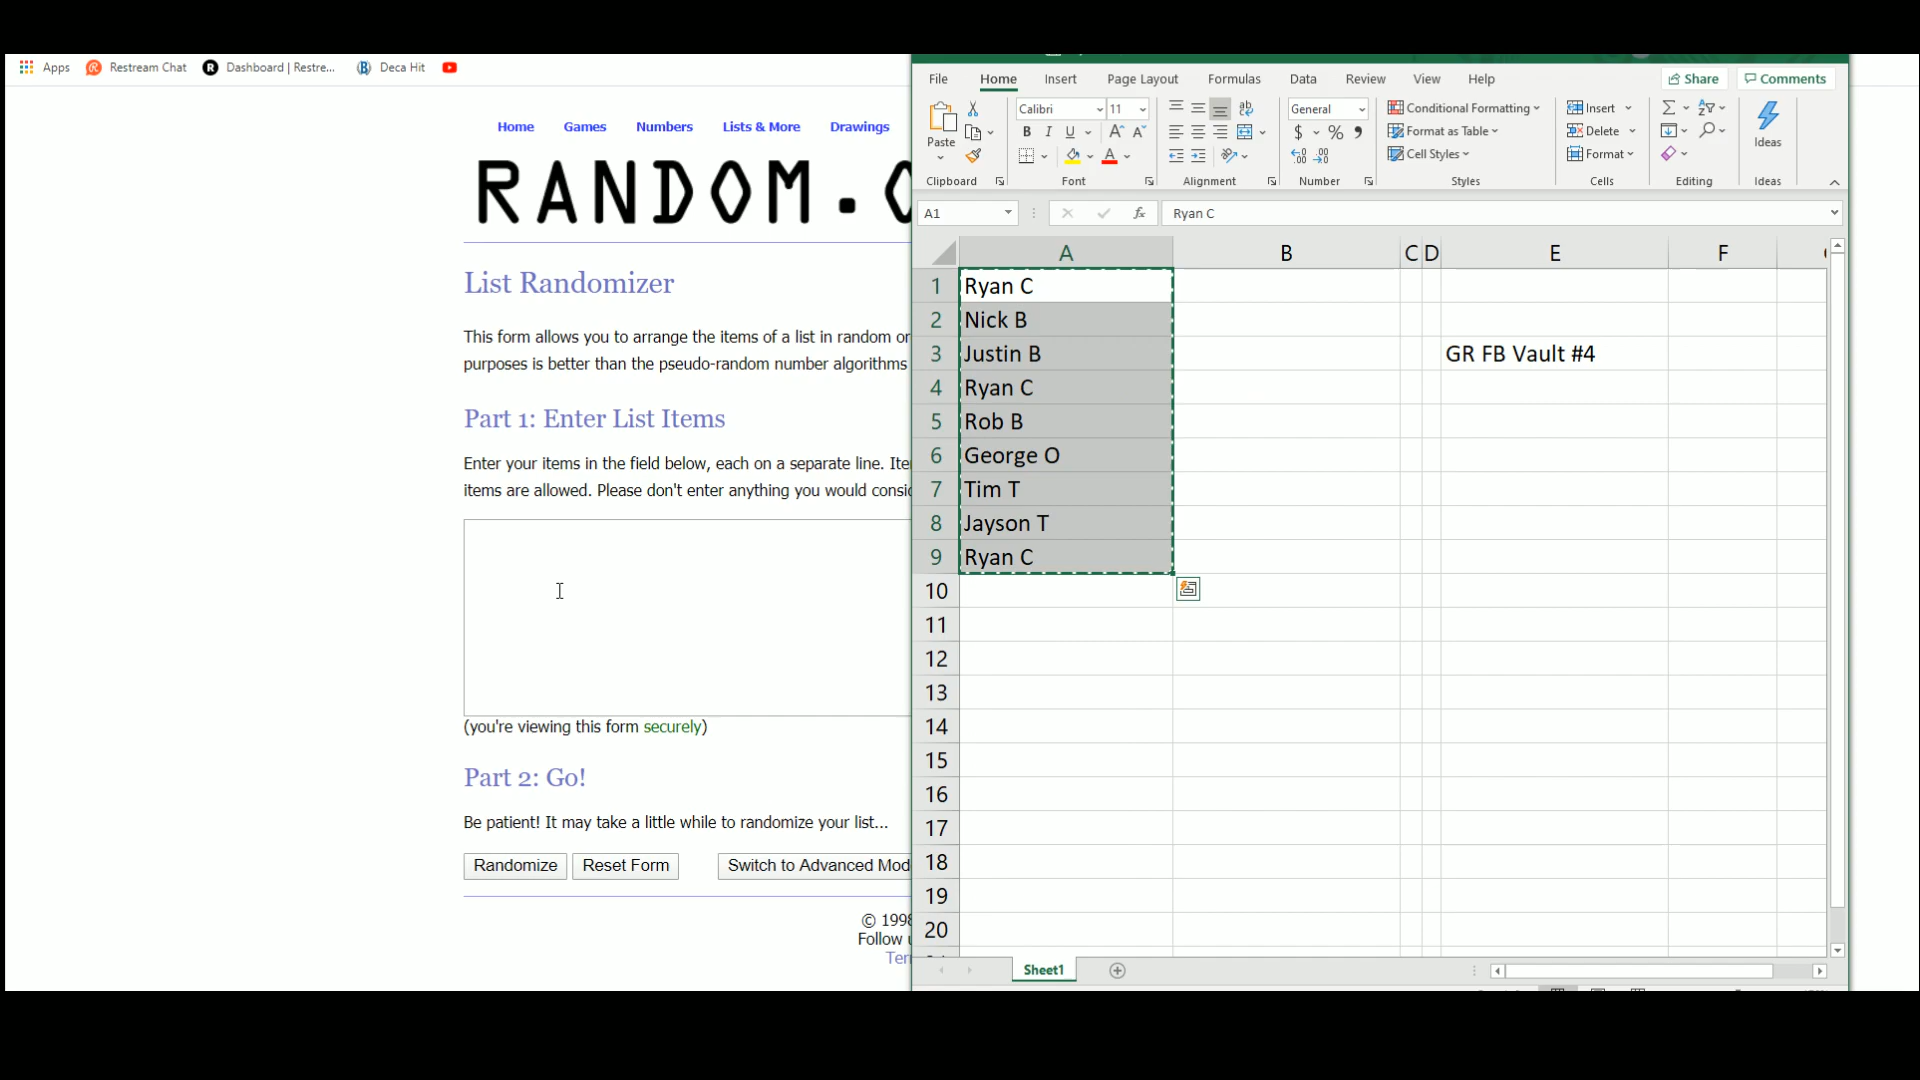 Apps Restream Chat Dashboard | Restre... Deca Hit
Home Games Numbers Lists & More Drawings
RANDOM.O
List Randomizer
This form allows you to arrange the items of a list in random or
purposes is better than the pseudo-random number algorithms
Part 1: Enter List Items
Enter your items in the field below, each on a separate line. Ite
items are allowed. Please don't enter anything you would consid
(you're viewing this form securely)
Part 2: Go!
Be patient! It may take a little while to randomize your list...
Randomize Reset Form Switch to Advanced Mod
© 1998
Follow u
Ter
File Home Insert Page Layout Formulas Data Review View Help Share Comments
Paste
Calibri 11
General
Conditional Formatting
Format as Table
Cell Styles
Insert
Delete
Format
Ideas
Clipboard Font Alignment Number Styles Cells Editing Ideas
A1 fx Ryan C
A B C D E F
1 Ryan C
2 Nick B
3 Justin B GR FB Vault #4
4 Ryan C
5 Rob B
6 George O
7 Tim T
8 Jayson T
9 Ryan C
10
11
12
13
14
15
16
17
18
19
20
Sheet1